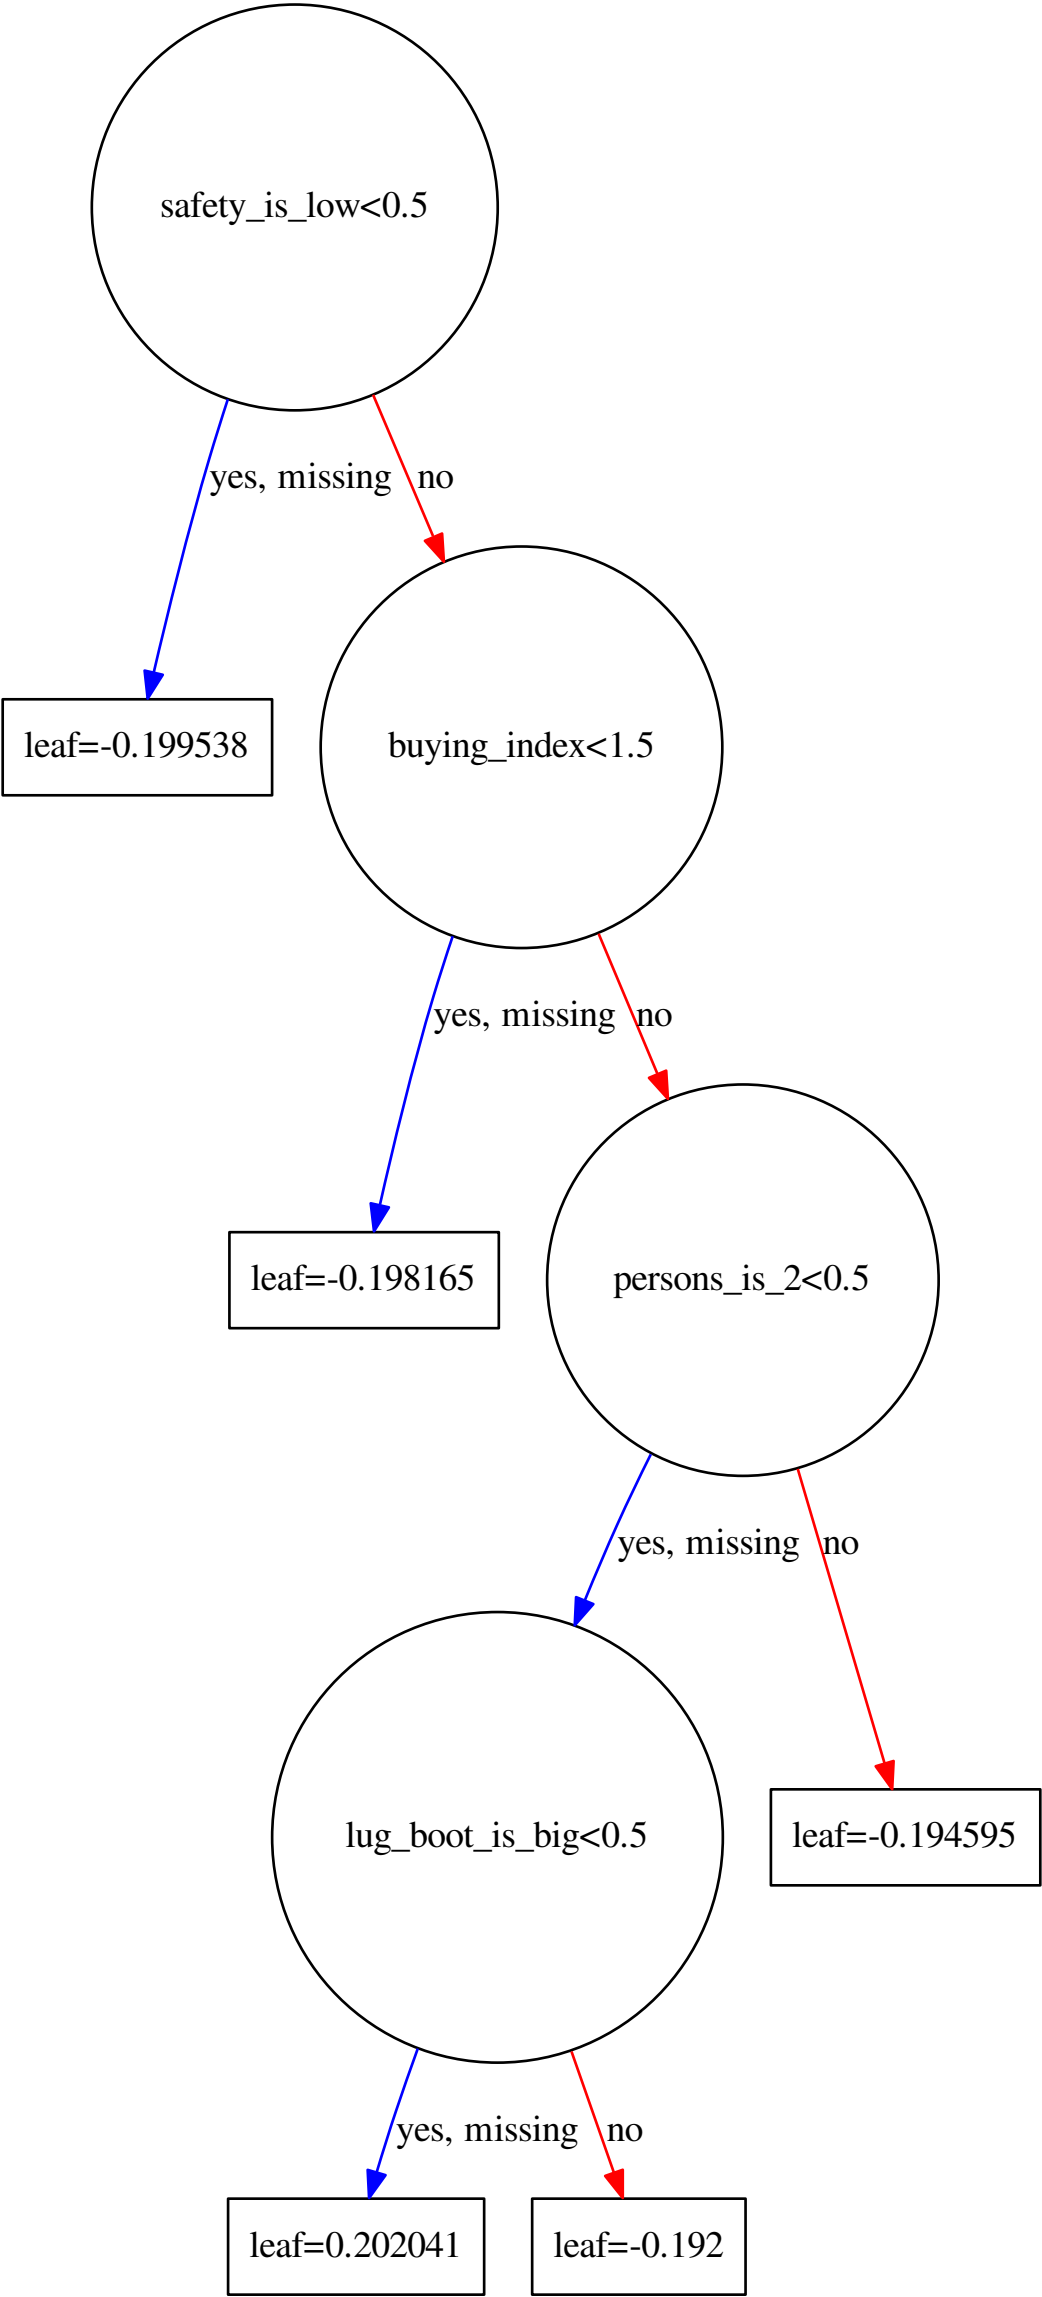 safety_is_low<0.5
yes, missing
no
leaf=-0.199538
buying_index<1.5
yes, missing
no
leaf=-0.198165
persons_is_2<0.5
yes, missing
no
lug_boot_is_big<0.5
leaf=-0.194595
yes, missing
no
leaf=0.202041
leaf=-0.192